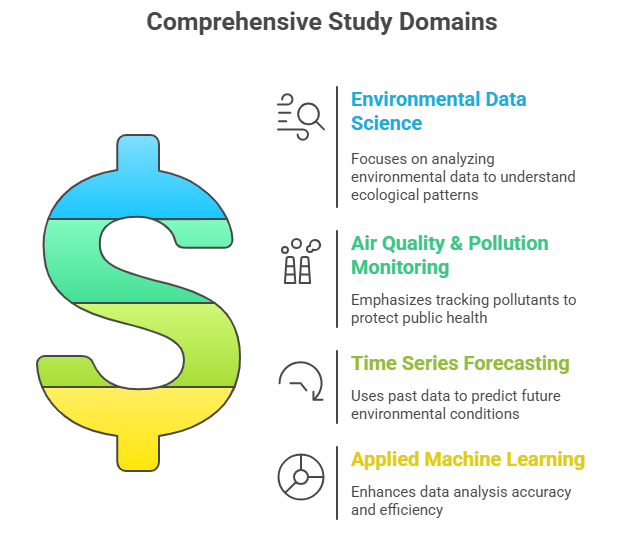 Comprehensive Study Domains
Environmental Data
Science
Focuses on analyzing
environmental data to understand
ecological patterns
Air Quality & Pollution
Monitoring
Emphasizes tracking pollutants to
protect public health
Time Series Forecasting
Uses past data to predict future
environmental conditions
Applied Machine Learning
Enhances data analysis accuracy
and efficiency